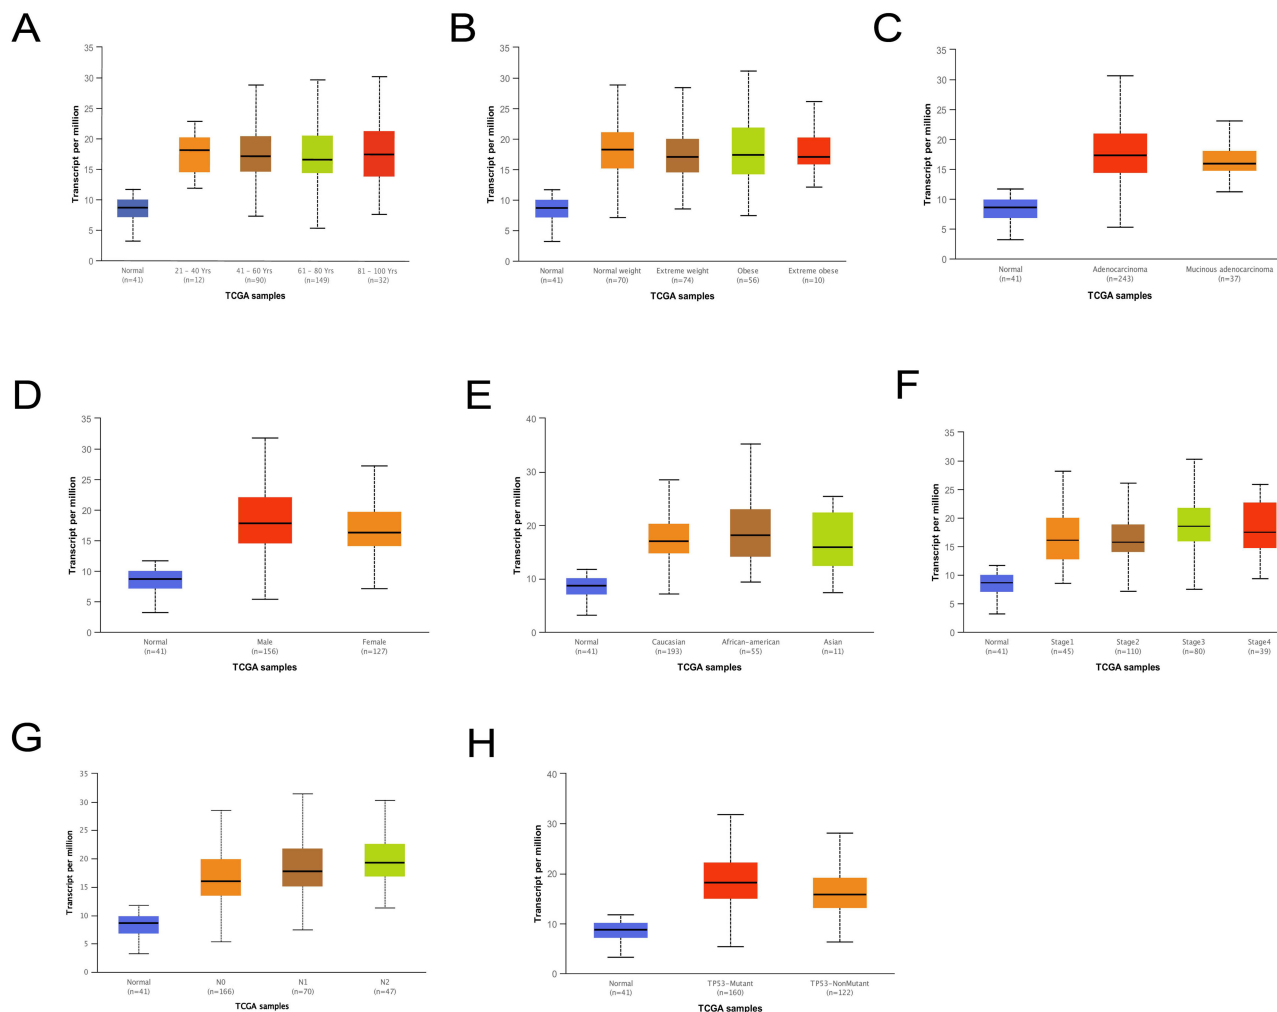 A
Transcript per million
35
30
25
20
15
10
5
0
Normal 21 – 40 Yrs 41 – 60 Yrs 61 – 80 Yrs 81 – 100 Yrs
(n=41) (n=12) (n=90) (n=149) (n=32)
TCGA samples
B
Transcript per million
35
30
25
20
15
10
5
0
Normal Normal weight Extreme weight Obese Extreme obese
(n=41) (n=70) (n=74) (n=56) (n=10)
TCGA samples
C
Transcript per million
35
30
25
20
15
10
5
0
Normal Adenocarcinoma Mucinous adenocarcinoma
(n=41) (n=243) (n=37)
TCGA samples
D
Transcript per million
35
30
25
20
15
10
5
0
Normal Male Female
(n=41) (n=156) (n=127)
TCGA samples
E
Transcript per million
40
30
20
10
0
Normal Caucasian African-american Asian
(n=41) (n=193) (n=55) (n=11)
TCGA samples
F
Transcript per million
35
30
25
20
15
10
5
0
Normal Stage1 Stage2 Stage3 Stage4
(n=41) (n=45) (n=110) (n=80) (n=39)
TCGA samples
G
Transcript per million
35
30
25
20
15
10
5
0
Normal N0 N1 N2
(n=41) (n=166) (n=70) (n=47)
TCGA samples
H
Transcript per million
40
30
20
10
0
Normal TP53-Mutant TP53-NonMutant
(n=41) (n=160) (n=122)
TCGA samples